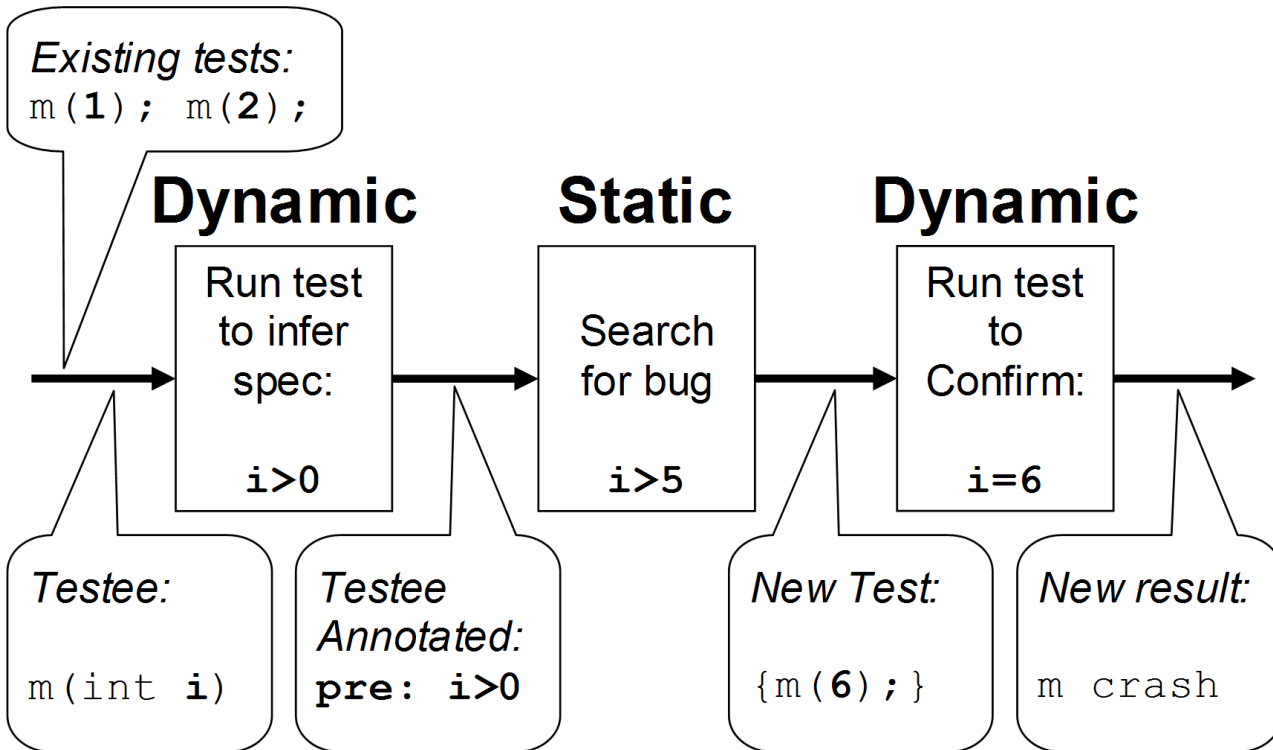 Existing tests:
m(1); m(2);
Dynamic
Static
Dynamic
Run test
to infer
spec:
i>0
Search
for bug
i>5
Run test
to
Confirm:
i=6
Testee:
m(int i)
Testee
Annotated:
pre: i>0
New Test:
{m(6);}
New result:
m crash